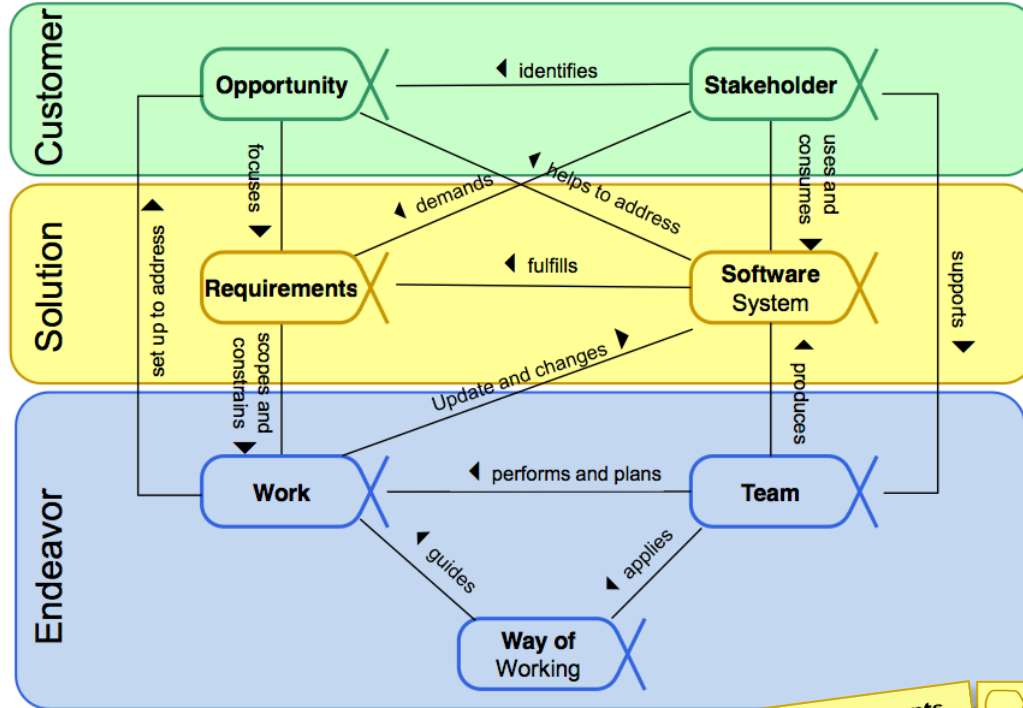 Customer
Opportunity
identifies
Stakeholder
focuses
demands
helps to address
uses and
consumes
Solution
set up to address
Requirements
fulfills
Software
System
supports
scopes and
constrains
Update and changes
produces
Endeavor
Work
performs and plans
Team
guides
applies
Way of
Working